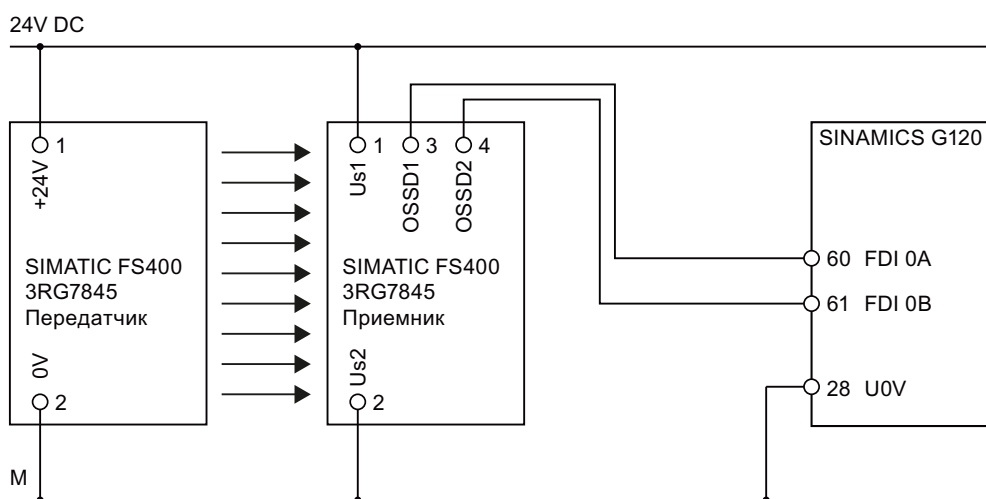 24V DC
1
+24V
SIMATIC FS400
3RG7845
Передатчик
0V
2
1
3
4
Us1
OSSD1
OSSD2
SIMATIC FS400
3RG7845
Приемник
Us2
2
SINAMICS G120
60 FDI 0A
61 FDI 0B
28 U0V
M